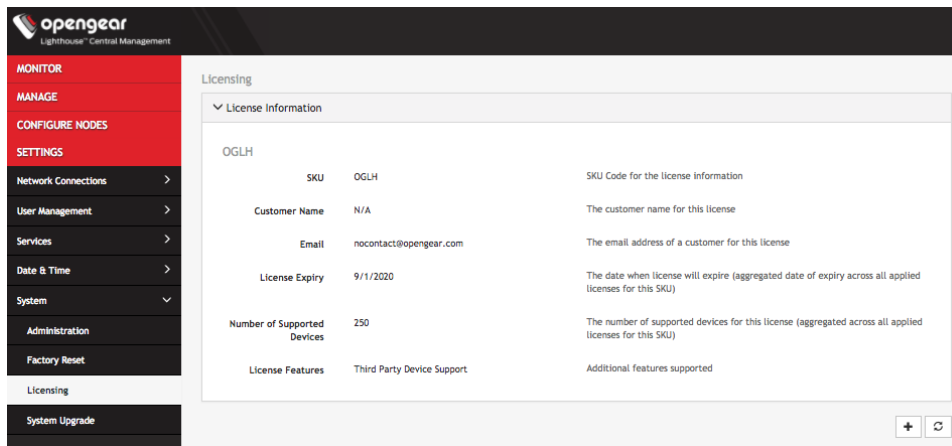 opengear
Lighthouse™ Central Management
MONITOR
MANAGE
CONFIGURE NODES
SETTINGS
Network Connections
User Management
Services
Date & Time
System
Administration
Factory Reset
Licensing
System Upgrade
Licensing
License Information
OGLH
SKU OGLH SKU Code for the license information
Customer Name N/A The customer name for this license
Email nocontact@opengear.com The email address of a customer for this license
License Expiry 9/1/2020 The date when license will expire (aggregated date of expiry across all applied
licenses for this SKU)
Number of Supported 250 The number of supported devices for this license (aggregated across all applied
Devices licenses for this SKU)
License Features Third Party Device Support Additional features supported